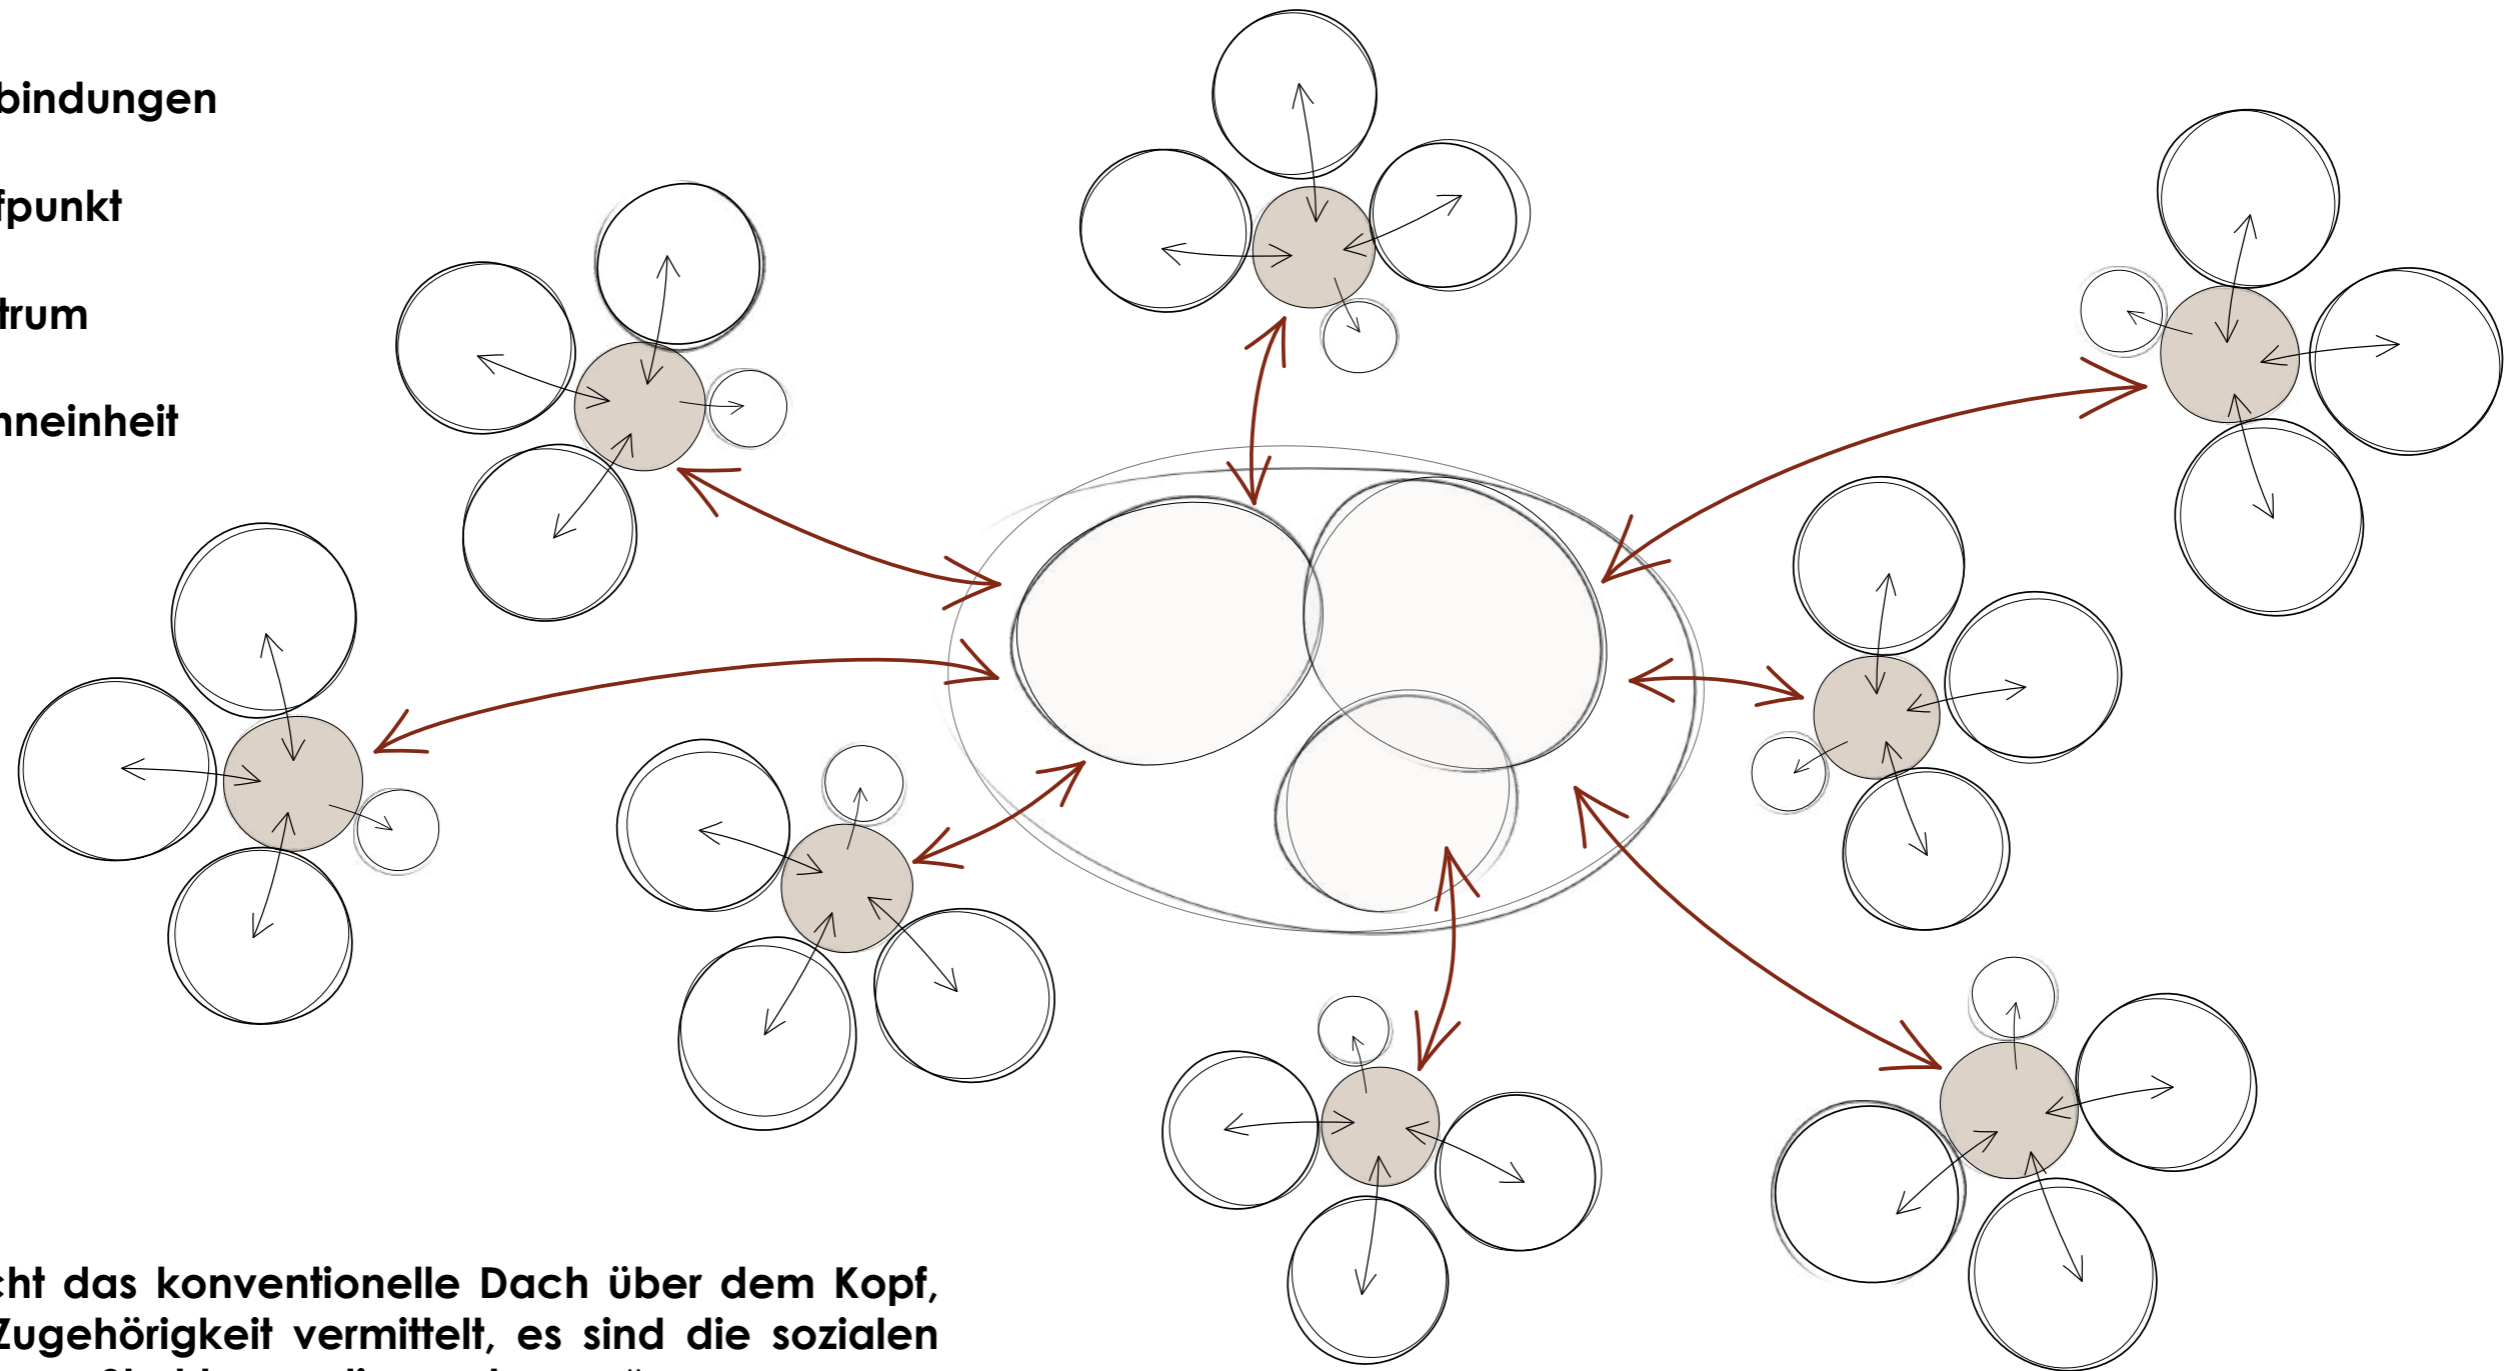 bindungen
fpunkt
trum
nneinheit
cht das konventionelle Dach über dem Kopf,
Zugehörigkeit vermittelt, es sind die sozialen